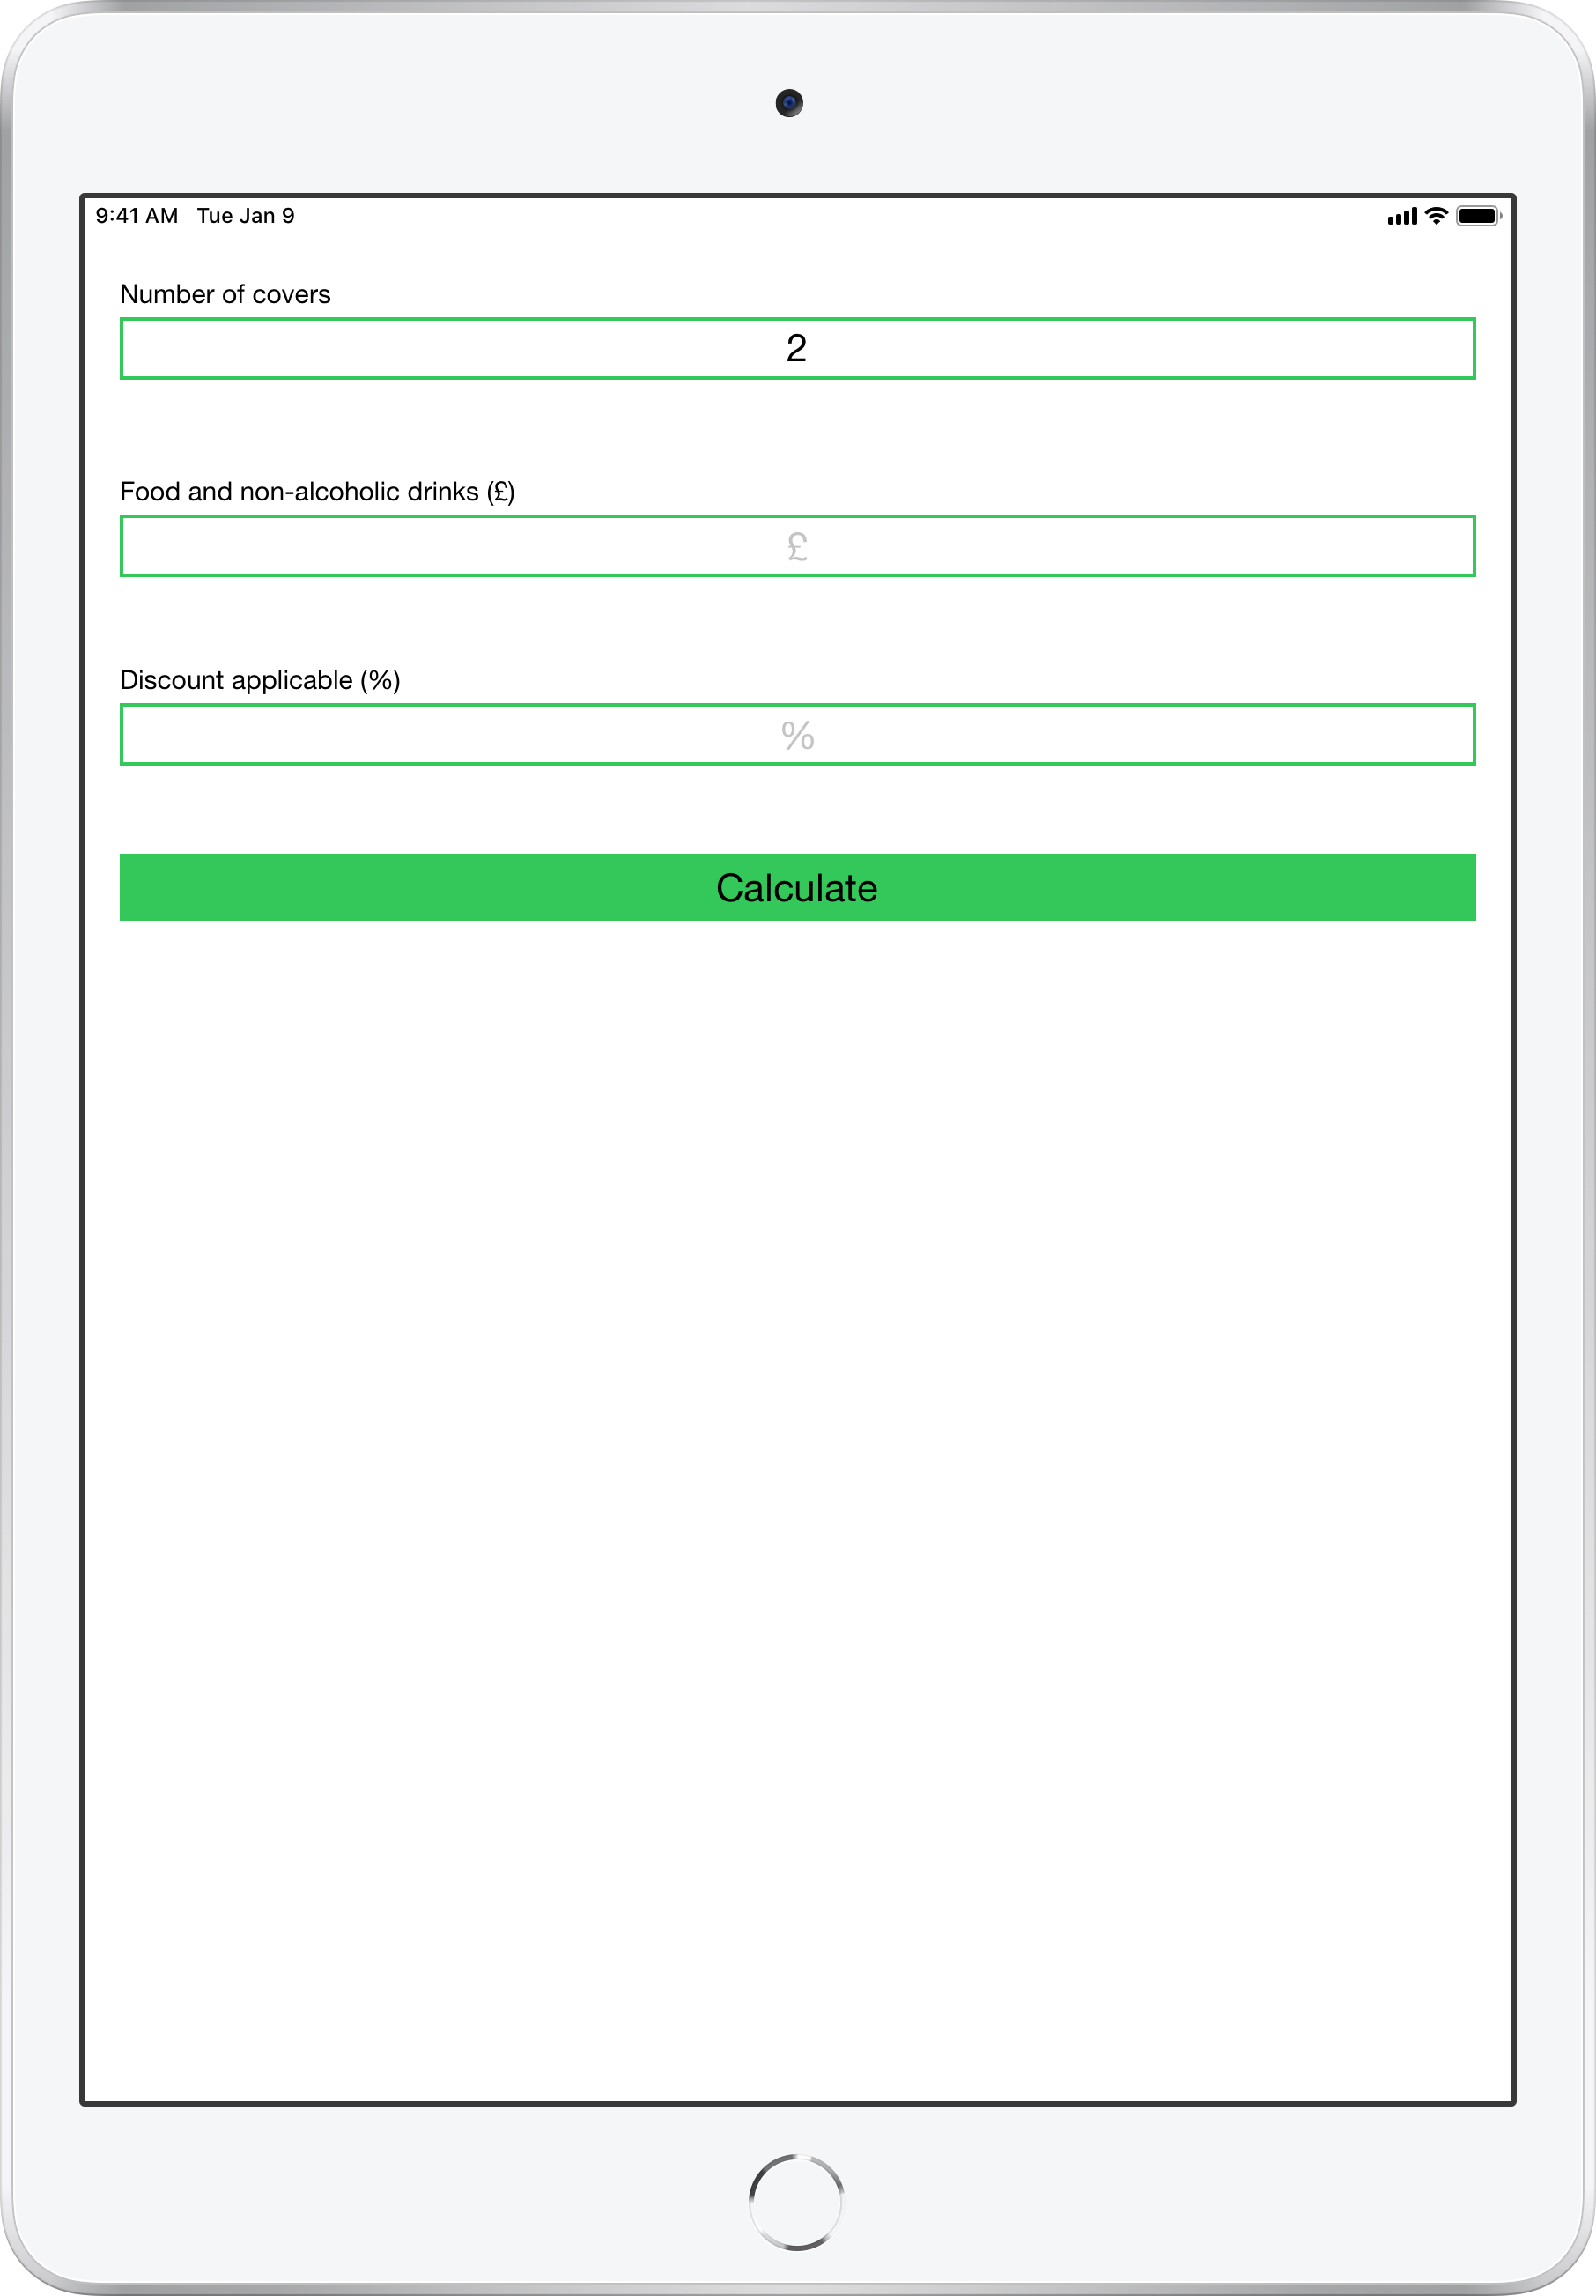 9:41 AM Tue Jan 9
Number of covers
2
Food and non-alcoholic drinks (£)
£
Discount applicable (%)
%
Calculate